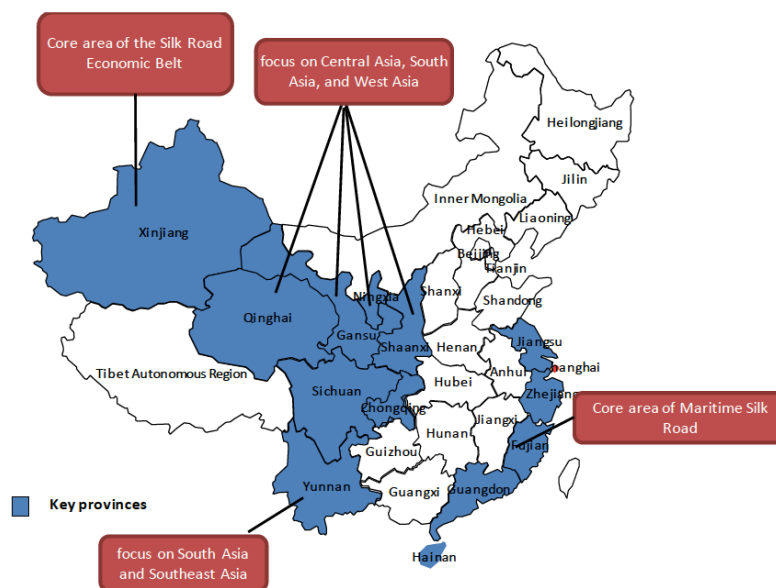 Core area of the Silk Road
Economic Belt
focus on Central Asia, South
Asia, and West Asia
Heilongjiang
Jilin
Inner Mongolia
Liaoning
Hebei
Beijing
Tianjin
Xinjiang
Ningxia
Shanxi
Shandong
Qinghai
Gansu
Shaanxi
Henan
Jiangsu
Tibet Autonomous Region
Anhui
anghai
Sichuan
Hubei
Zhejiang
Chongqing
Core area of Maritime Silk
Road
Hunan
Jiangxi
Guizhou
Fujian
Yunnan
Guangxi
Guangdon
Key provinces
focus on South Asia
and Southeast Asia
Hainan